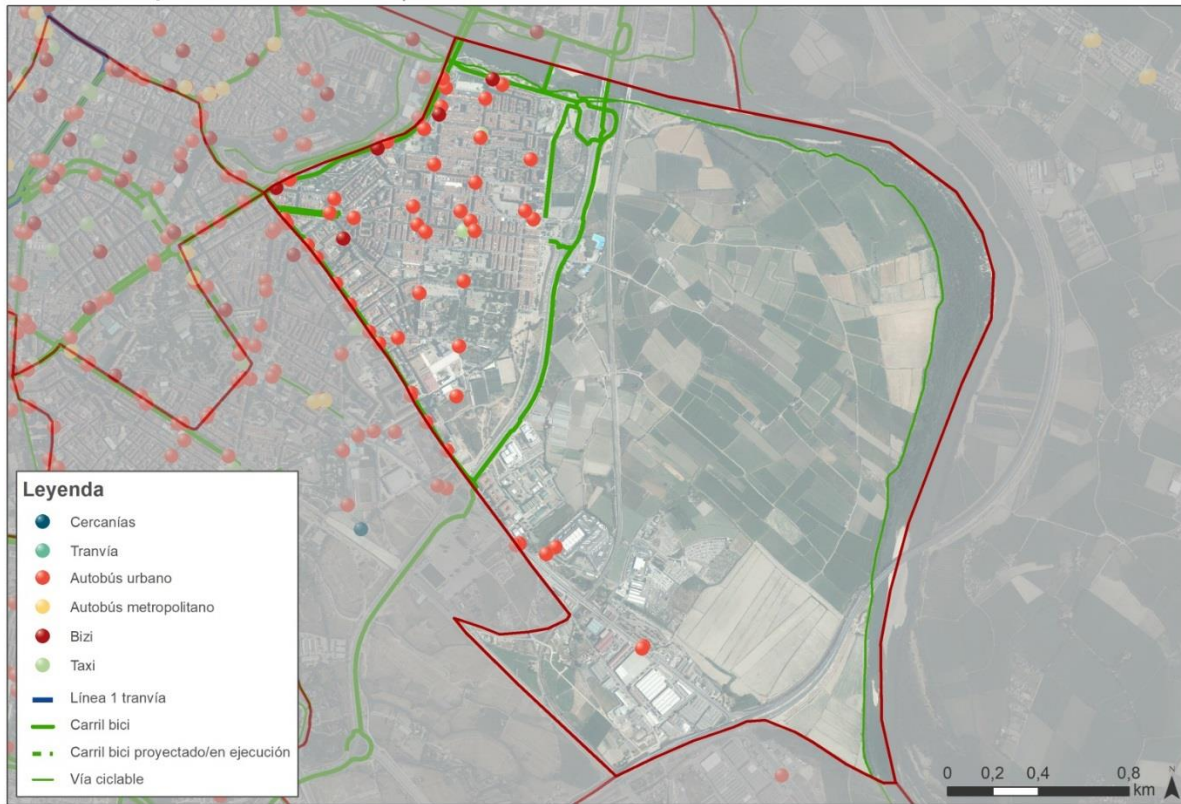 Leyenda
Cercanías
Tranvía
Autobús urbano
Autobús metropolitano
Bizi
Taxi
Línea 1 tranvía
Carril bici
Carril bici proyectado/en ejecución
Vía ciclable
0 0,2 0,4 0,8
km
N